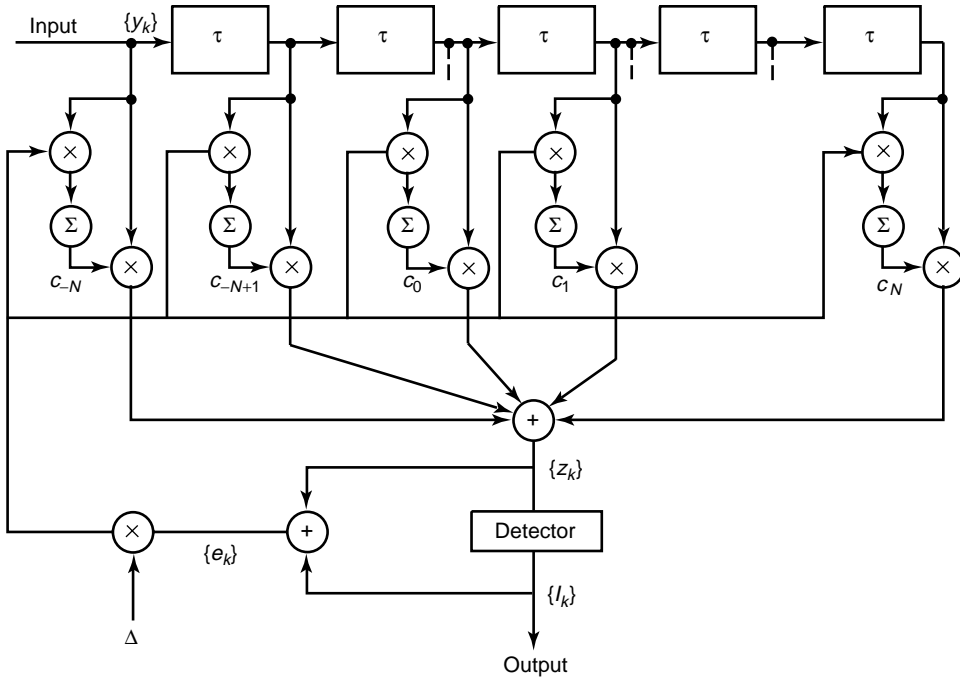 Input {y_k} τ τ τ τ τ
× × × × ×
Σ Σ Σ Σ Σ
× × × × ×
c_{–N} c_{–N+1} c_0 c_1 c_N
+
{z_k}
× + Detector
{e_k}
{I_k}
Δ
Output